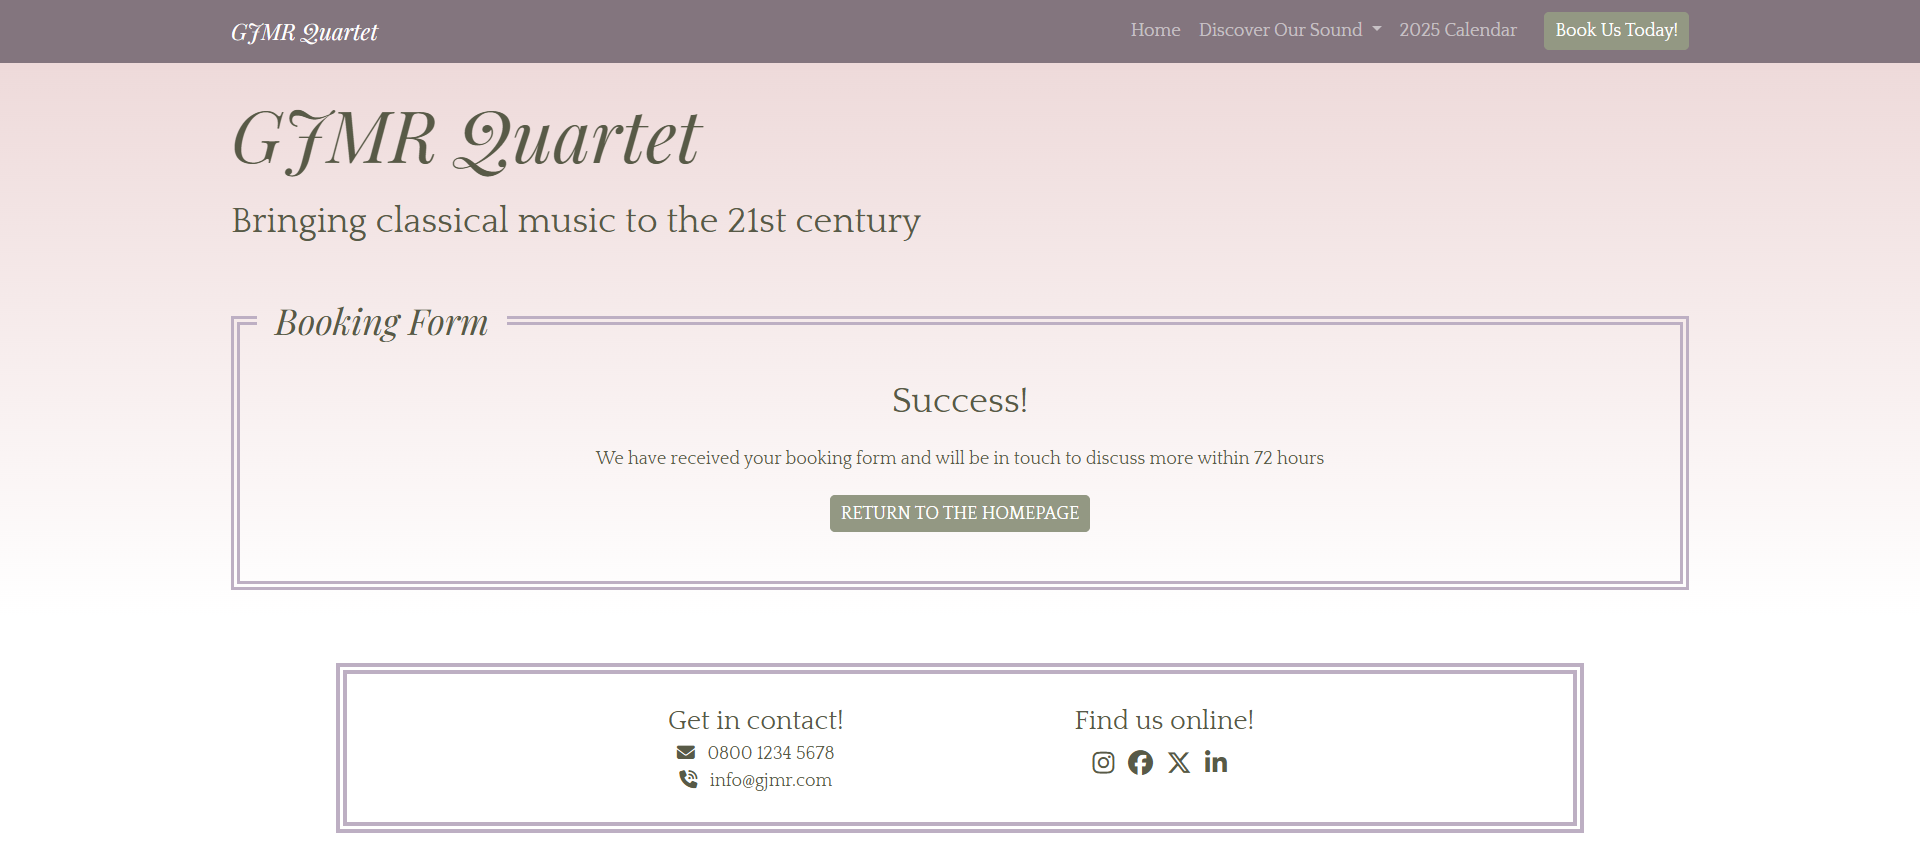 GJMR Quartet
Home Discover Our Sound 2025 Calendar Book Us Today!
GJMR Quartet
Bringing classical music to the 21st century
Booking Form
Success!
We have received your booking form and will be in touch to discuss more within 72 hours
RETURN TO THE HOMEPAGE
Get in contact!
0800 1234 5678
info@gjmr.com
Find us online!